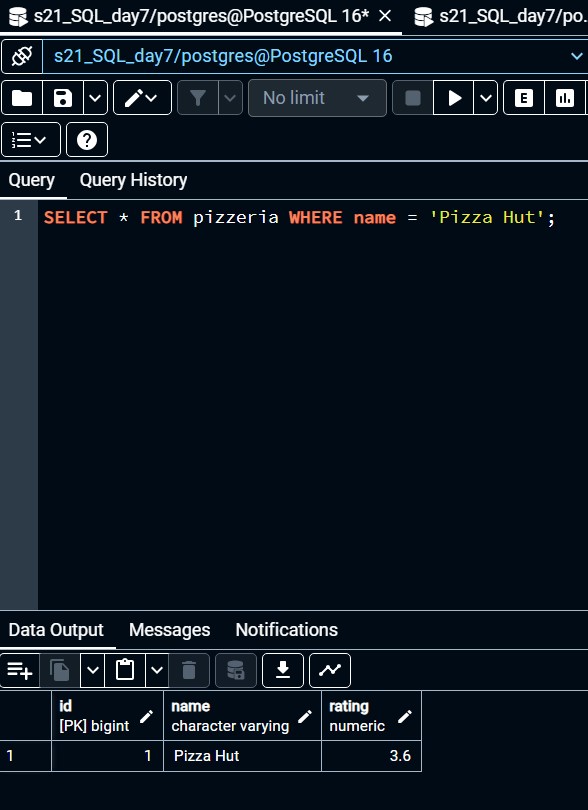 s21_SQL_day7/postgres@PostgreSQL 16* s21_SQL_day7/po.
s21_SQL_day7/postgres@PostgreSQL 16
No limit E
Query Query History
1 SELECT * FROM pizzeria WHERE name = 'Pizza Hut';
Data Output Messages Notifications
id name rating
[PK] bigint character varying numeric
1 1 Pizza Hut 3.6